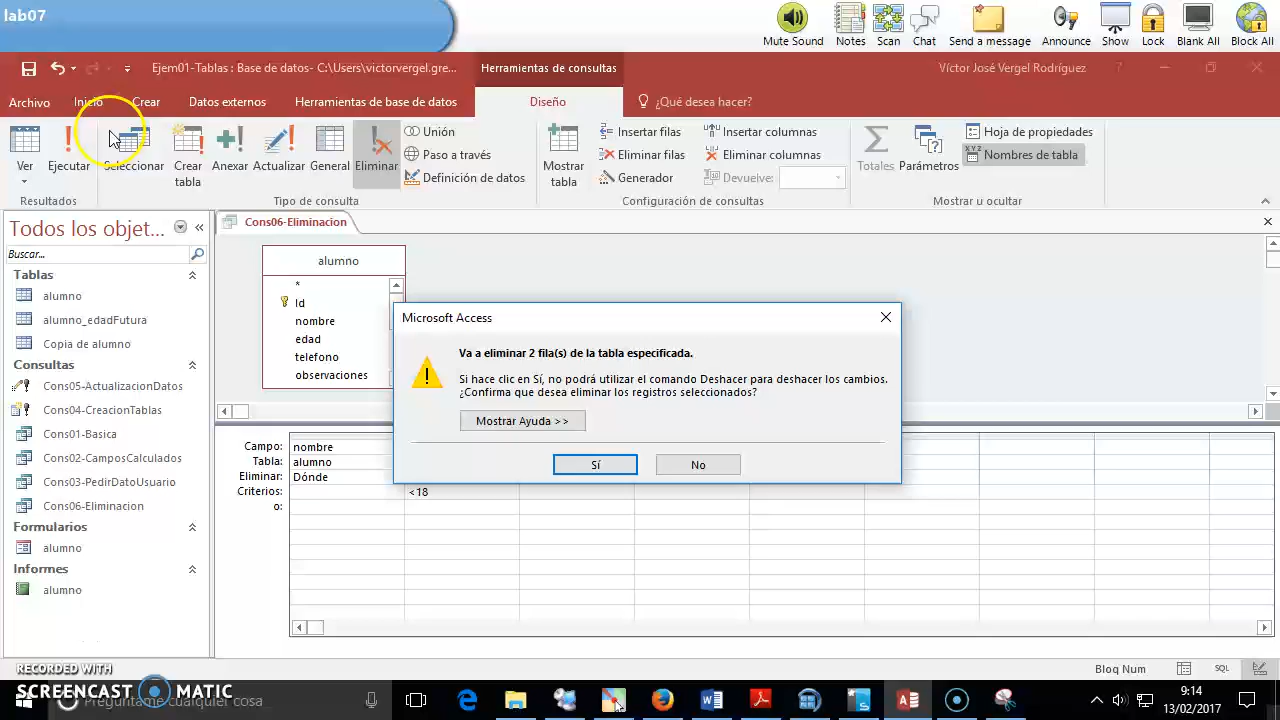 lab07
Mute Sound
Notes
Scan
Chat
Send a message
Announce
Show
Lock
Blank All
Block All
Ejem01-Tablas : Base de datos- C:\Users\victorvergel.gre...
Herramientas de consultas
Víctor José Vergel Rodríguez
?
Archivo
Inicio
Crear
Datos externos
Herramientas de base de datos
Diseño
¿Qué desea hacer?
Ver
Ejecutar
Seleccionar
Crear tabla
Anexar
Actualizar
General
Eliminar
Unión
Paso a través
Definición de datos
Mostrar tabla
Insertar filas
Eliminar filas
Generador
Insertar columnas
Eliminar columnas
Devuelve:
Totales
Parámetros
Hoja de propiedades
XYZ Nombres de tabla
Resultados
Tipo de consulta
Configuración de consultas
Mostrar u ocultar
Todos los objet...
Buscar...
Tablas
alumno
alumno_edadFutura
Copia de alumno
Consultas
Cons05-ActualizacionDatos
Cons04-CreacionTablas
Cons01-Basica
Cons02-CamposCalculados
Cons03-PedirDatoUsuario
Cons06-Eliminacion
Formularios
alumno
Informes
alumno
Cons06-Eliminacion
alumno
*
Id
nombre
edad
telefono
observaciones
Microsoft Access
Va a eliminar 2 fila(s) de la tabla especificada.
Si hace clic en Sí, no podrá utilizar el comando Deshacer para deshacer los cambios.
¿Confirma que desea eliminar los registros seleccionados?
Mostrar Ayuda >>
Sí
No
Campo: nombre
Tabla: alumno
Eliminar: Dónde
Criterios: <18
o:
RECORDED WITH
SCREENCAST MATIC
Pregúntame cualquier cosa
Bloq Num
SQL
9:14
13/02/2017